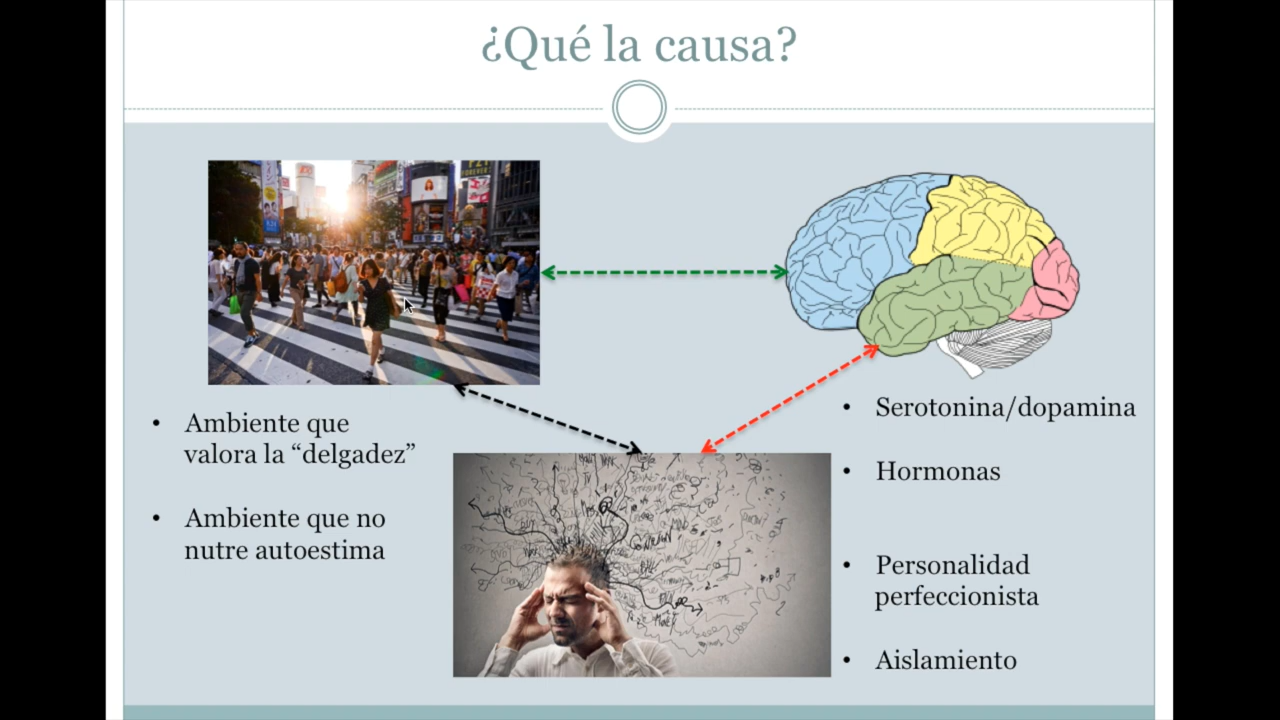 ¿Qué la causa?
FOREVER
• Ambiente que
valora la “delgadez”
• Ambiente que no
nutre autoestima
• Serotonina/dopamina
• Hormonas
• Personalidad
perfeccionista
• Aislamiento